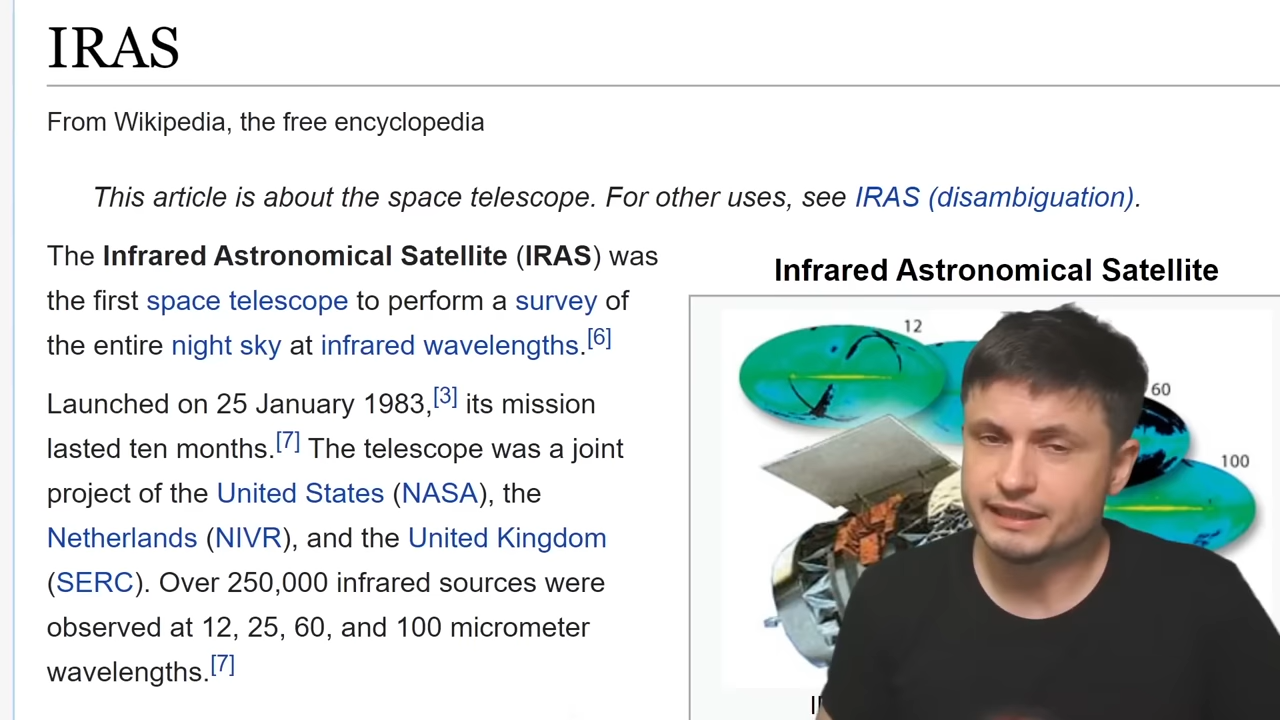 IRAS
From Wikipedia, the free encyclopedia
This article is about the space telescope. For other uses, see IRAS (disambiguation).
The Infrared Astronomical Satellite (IRAS) was
the first space telescope to perform a survey of
the entire night sky at infrared wavelengths.[6]
Launched on 25 January 1983,[3] its mission
lasted ten months.[7] The telescope was a joint
project of the United States (NASA), the
Netherlands (NIVR), and the United Kingdom
(SERC). Over 250,000 infrared sources were
observed at 12, 25, 60, and 100 micrometer
wavelengths.[7]
Infrared Astronomical Satellite
12
60
100